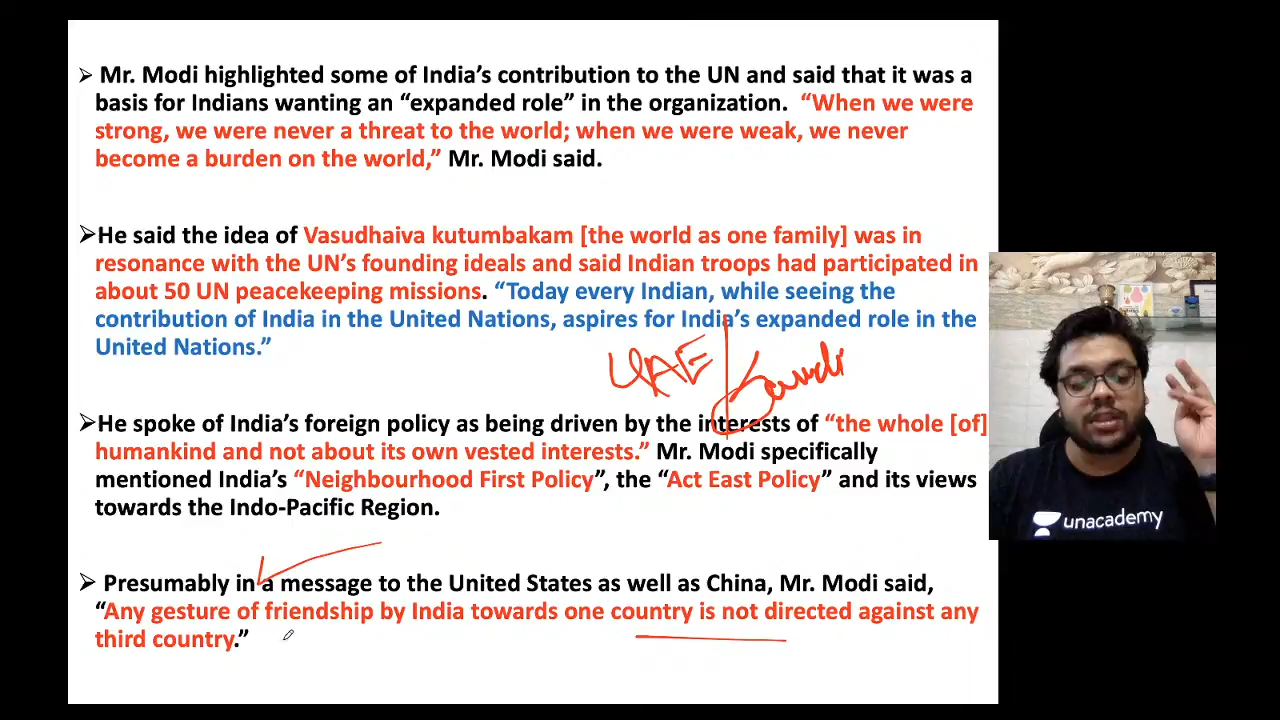 ➢ Mr. Modi highlighted some of India’s contribution to the UN and said that it was a
basis for Indians wanting an “expanded role” in the organization. “When we were
strong, we were never a threat to the world; when we were weak, we never
become a burden on the world,” Mr. Modi said.
➢He said the idea of Vasudhaiva kutumbakam [the world as one family] was in
resonance with the UN’s founding ideals and said Indian troops had participated in
about 50 UN peacekeeping missions. “Today every Indian, while seeing the
contribution of India in the United Nations, aspires for India’s expanded role in the
United Nations.”
UAE / Saudi
➢He spoke of India’s foreign policy as being driven by the interests of “the whole [of]
humankind and not about its own vested interests.” Mr. Modi specifically
mentioned India’s “Neighbourhood First Policy”, the “Act East Policy” and its views
towards the Indo-Pacific Region.
➢ Presumably in a message to the United States as well as China, Mr. Modi said,
“Any gesture of friendship by India towards one country is not directed against any
third country.”
unacademy